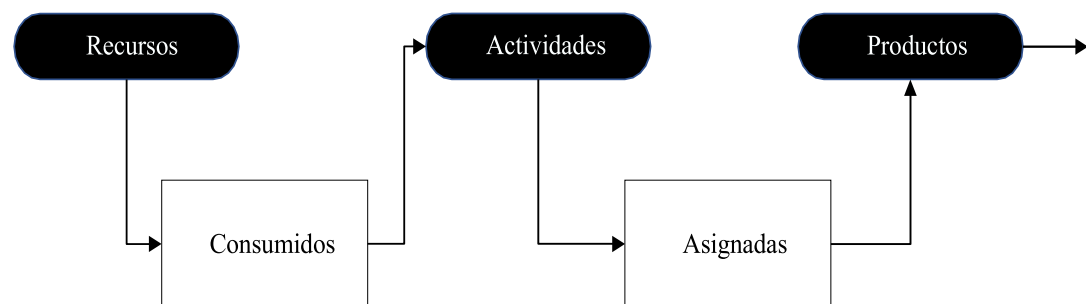 Recursos
Actividades
Productos
Consumidos
Asignadas